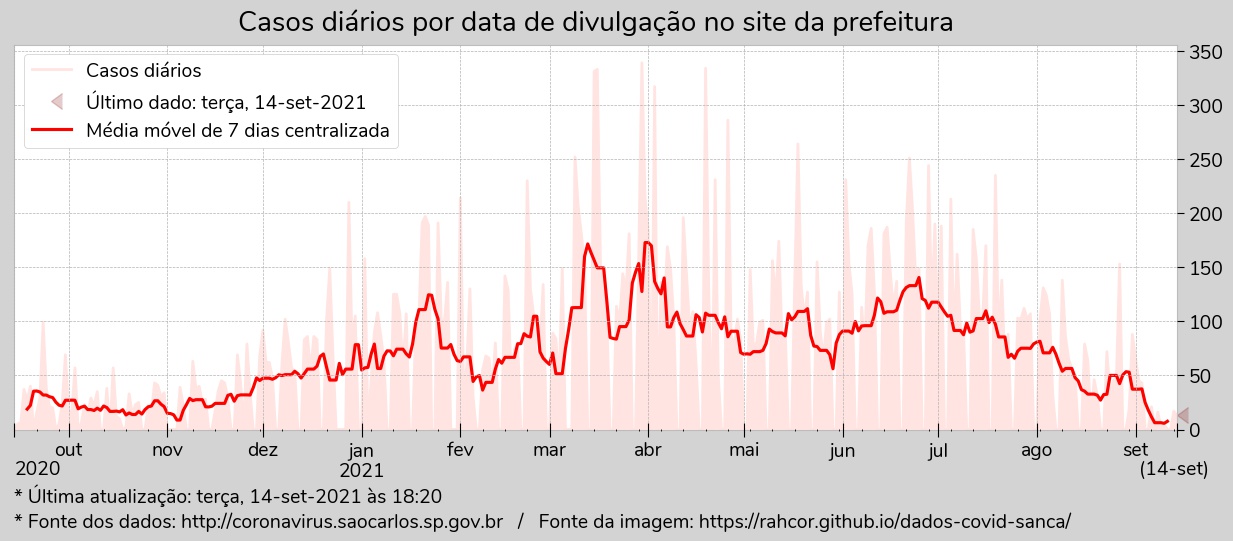 Casos diários por data de divulgação no site da prefeitura
Casos diários
Último dado: terça, 14-set-2021
Média móvel de 7 dias centralizada
350
300
250
200
150
100
50
0
out nov dez jan fev mar abr mai jun jul ago set
2020 2021 (14-set)
* Última atualização: terça, 14-set-2021 às 18:20
* Fonte dos dados: http://coronavirus.saocarlos.sp.gov.br / Fonte da imagem: https://rahcor.github.io/dados-covid-sanca/